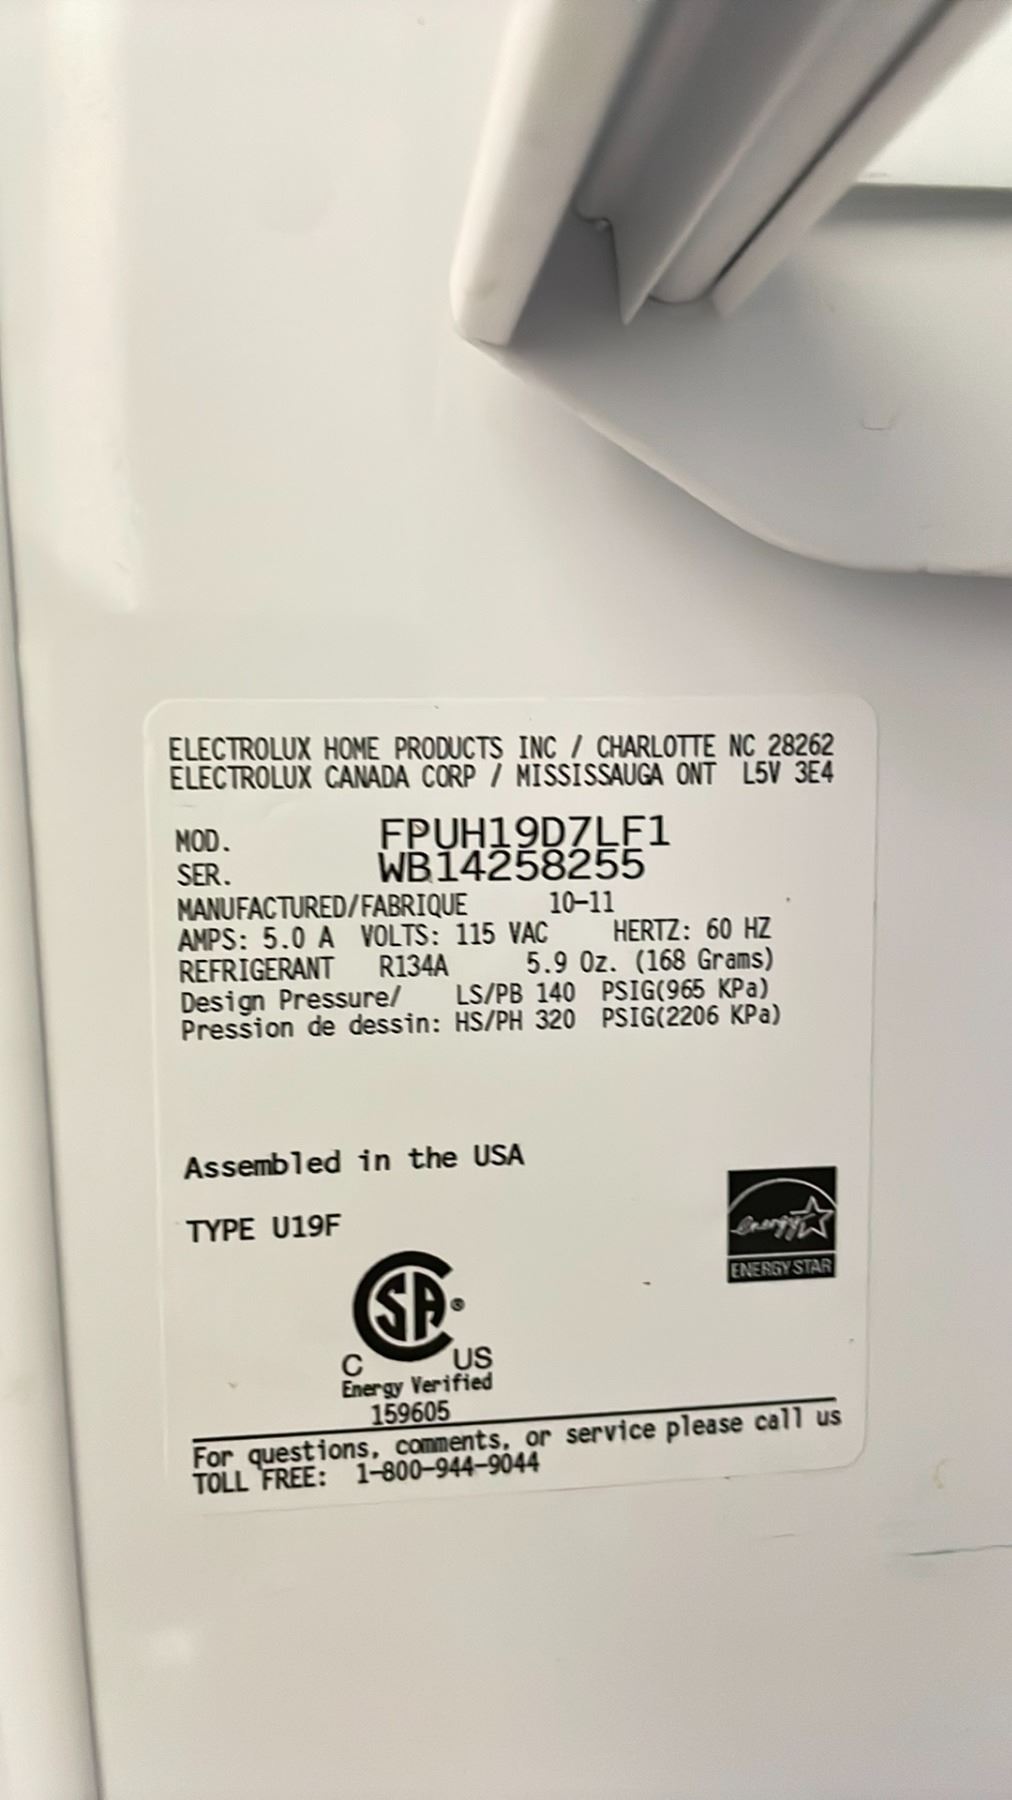 ELECTROLUX HOME PRODUCTS INC / CHARLOTTE NC 28262
ELECTROLUX CANADA CORP / MISSISSAUGA ONT L5V 3E4
MOD. FPUH19D7LF1
SER. WB14258255
MANUFACTURED/FABRIQUE 10-11
AMPS: 5.0 A VOLTS: 115 VAC HERTZ: 60 HZ
REFRIGERANT R134A 5.9 Oz. (168 Grams)
Design Pressure/ LS/PB 140 PSIG(965 KPa)
Pression de dessin: HS/PH 320 PSIG(2206 KPa)
Assembled in the USA
TYPE U19F
energy
ENERGY STAR
SA®
C US
Energy Verified
159605
For questions, comments, or service please call us
TOLL FREE: 1-800-944-9044